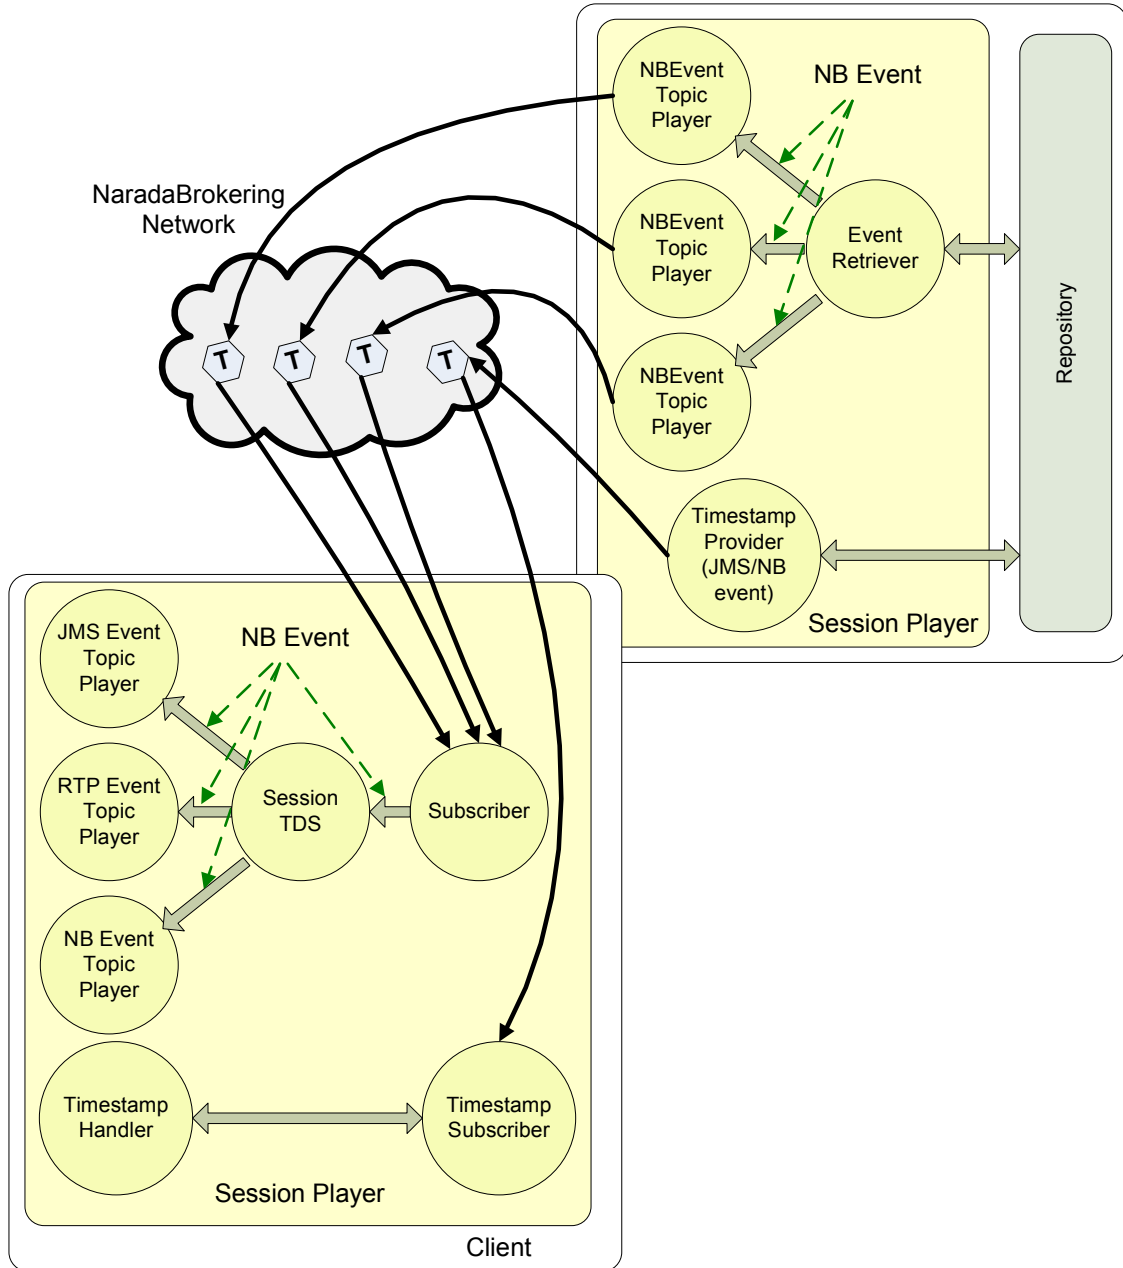 NBEvent
Topic
Player
NB Event
NaradaBrokering
Network
NBEvent
Topic
Player
Event
Retriever
Repository
T
T
T
T
NBEvent
Topic
Player
Timestamp
Provider
(JMS/NB
event)
Session Player
JMS Event
Topic
Player
NB Event
RTP Event
Topic
Player
Session
TDS
Subscriber
NB Event
Topic
Player
Timestamp
Handler
Timestamp
Subscriber
Session Player
Client